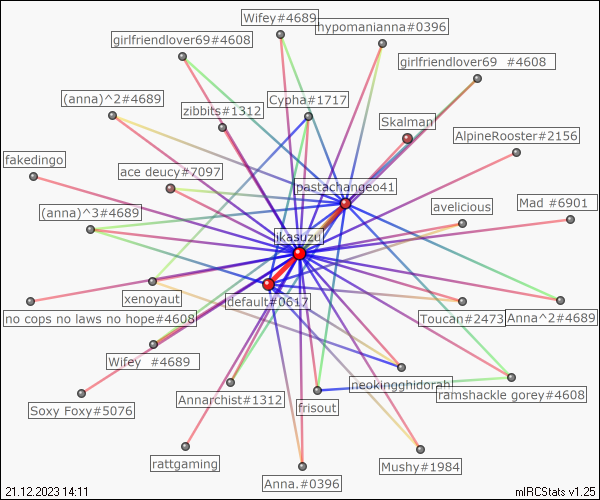 Wifey#4689
hypomanianna#0396
girlfriendlover69#4608
girlfriendlover69  #4608
(anna)^2#4689
Cypha#1717
zibbits#1312
Skalman
AlpineRooster#2156
fakedingo
ace deucy#7097
pastachangeo41
(anna)^3#4689
avelicious
Mad #6901
ikasuzu
xenoyaut
default#0617
no cops no laws no hope#4608
Toucan#2473
Anna^2#4689
Wifey  #4689
neokingghidorah
ramshackle gorey#4608
Soxy Foxy#5076
Annarchist#1312
frisout
rattgaming
Anna.#0396
Mushy#1984
21.12.2023 14:11
mIRCStats v1.25